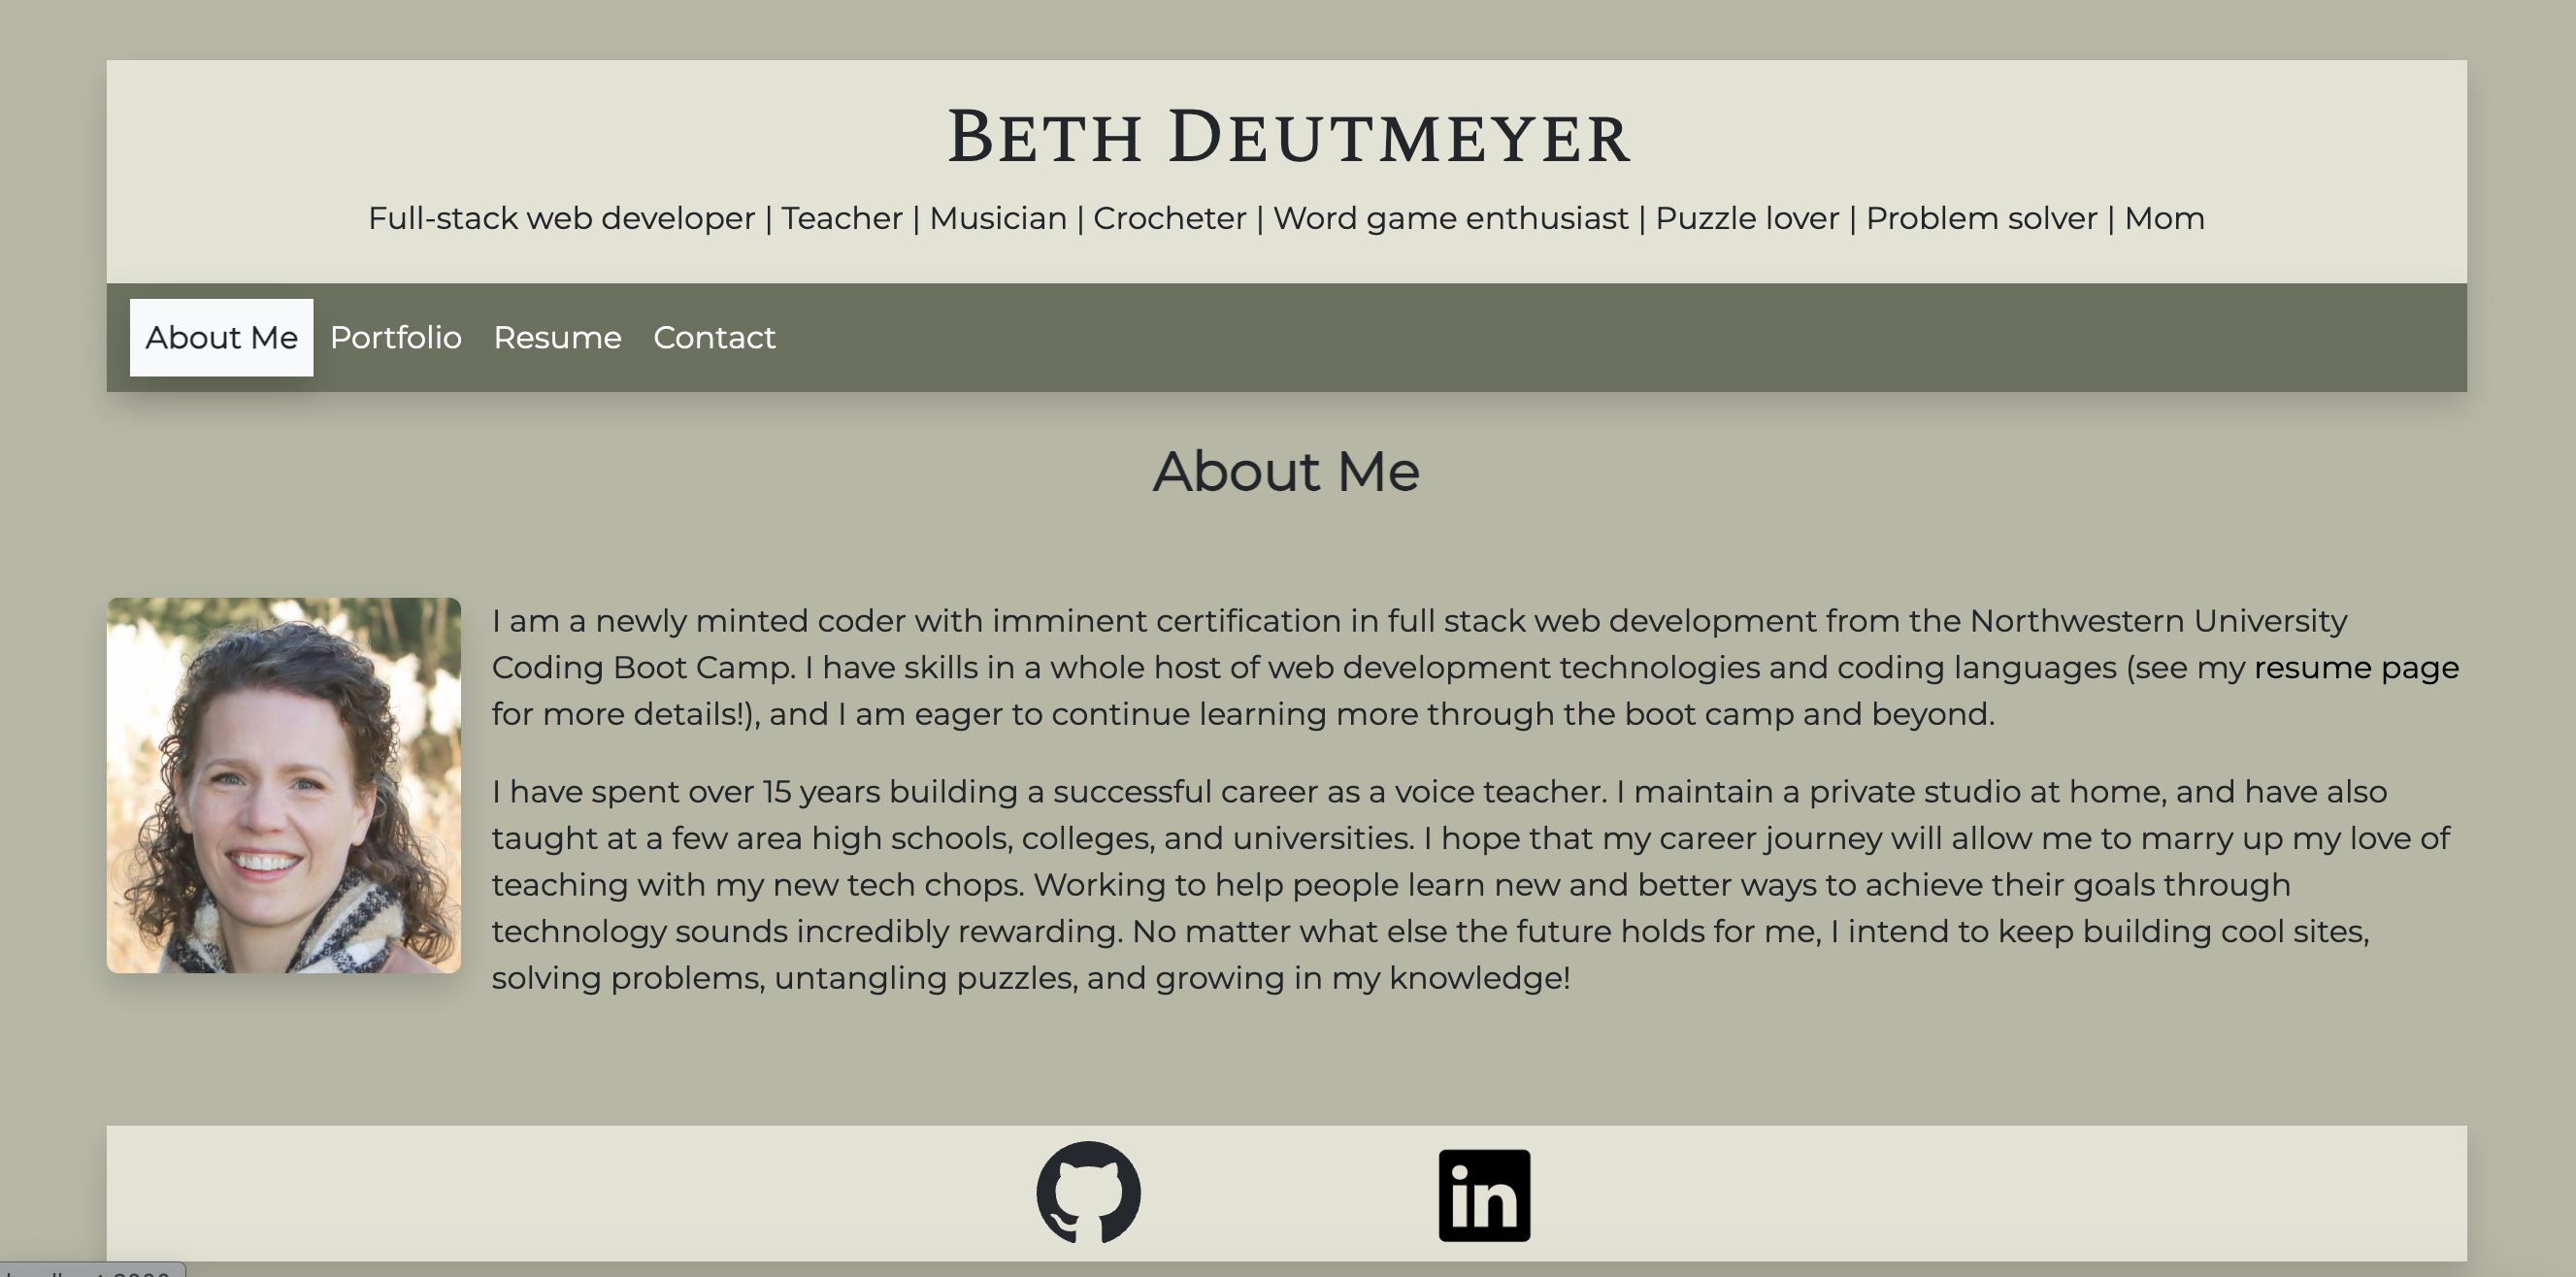 Beth Deutmeyer
Full-stack web developer | Teacher | Musician | Crocheter | Word game enthusiast | Puzzle lover | Problem solver | Mom
About Me Portfolio Resume Contact
About Me
I am a newly minted coder with imminent certification in full stack web development from the Northwestern University
Coding Boot Camp. I have skills in a whole host of web development technologies and coding languages (see my resume page
for more details!), and I am eager to continue learning more through the boot camp and beyond.
I have spent over 15 years building a successful career as a voice teacher. I maintain a private studio at home, and have also
taught at a few area high schools, colleges, and universities. I hope that my career journey will allow me to marry up my love of
teaching with my new tech chops. Working to help people learn new and better ways to achieve their goals through
technology sounds incredibly rewarding. No matter what else the future holds for me, I intend to keep building cool sites,
solving problems, untangling puzzles, and growing in my knowledge!
in